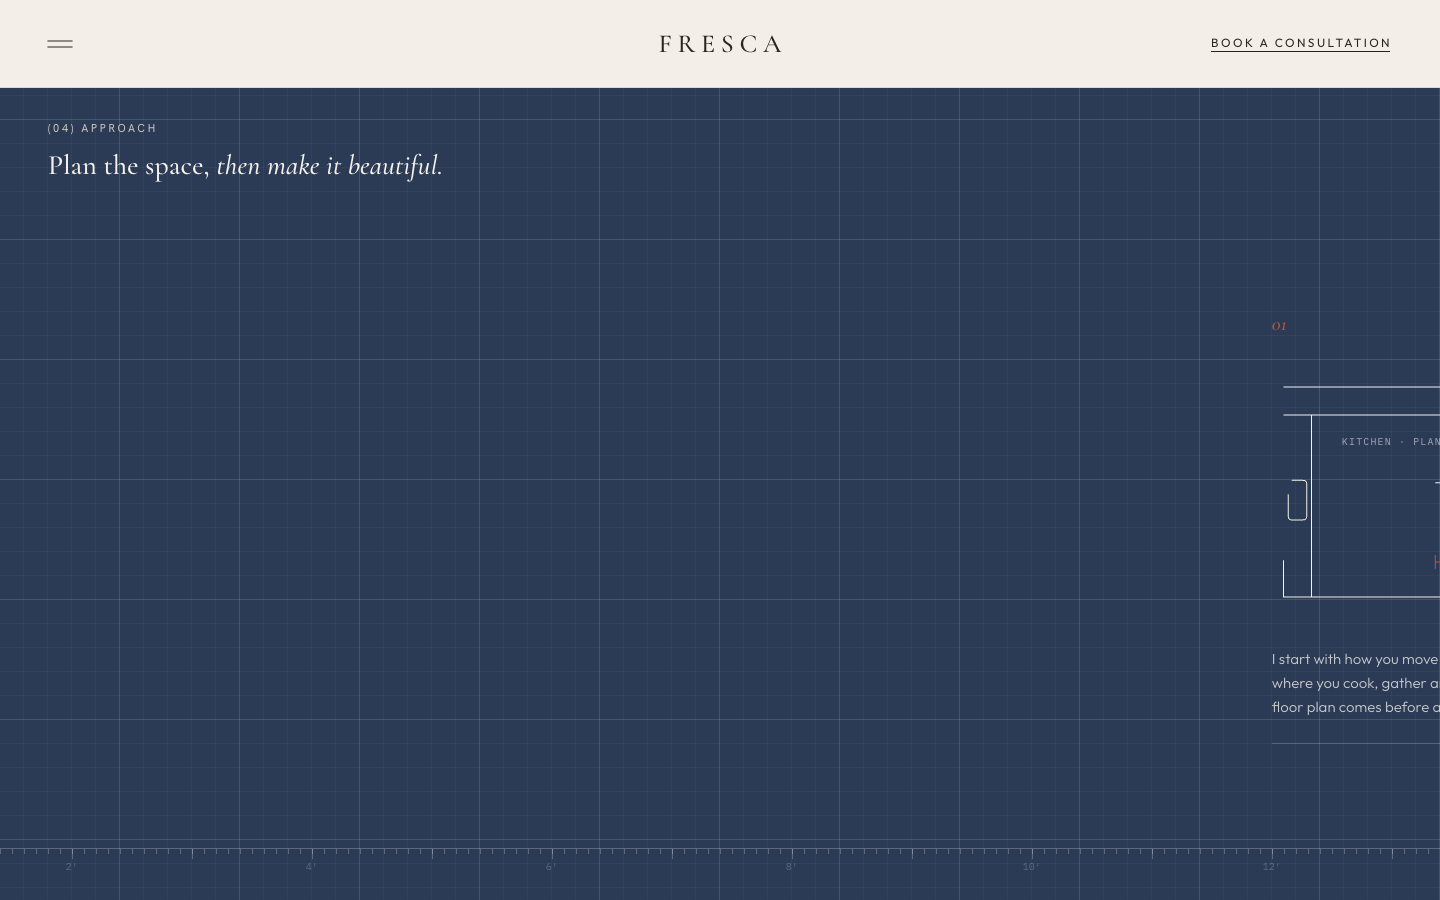 FRESCA
BOOK A CONSULTATION
(04) APPROACH
Plan the space, then make it beautiful.
01
KITCHEN · PLAN
I start with how you move
where you cook, gather a
floor plan comes before a
2' 4' 6' 8' 10' 12'